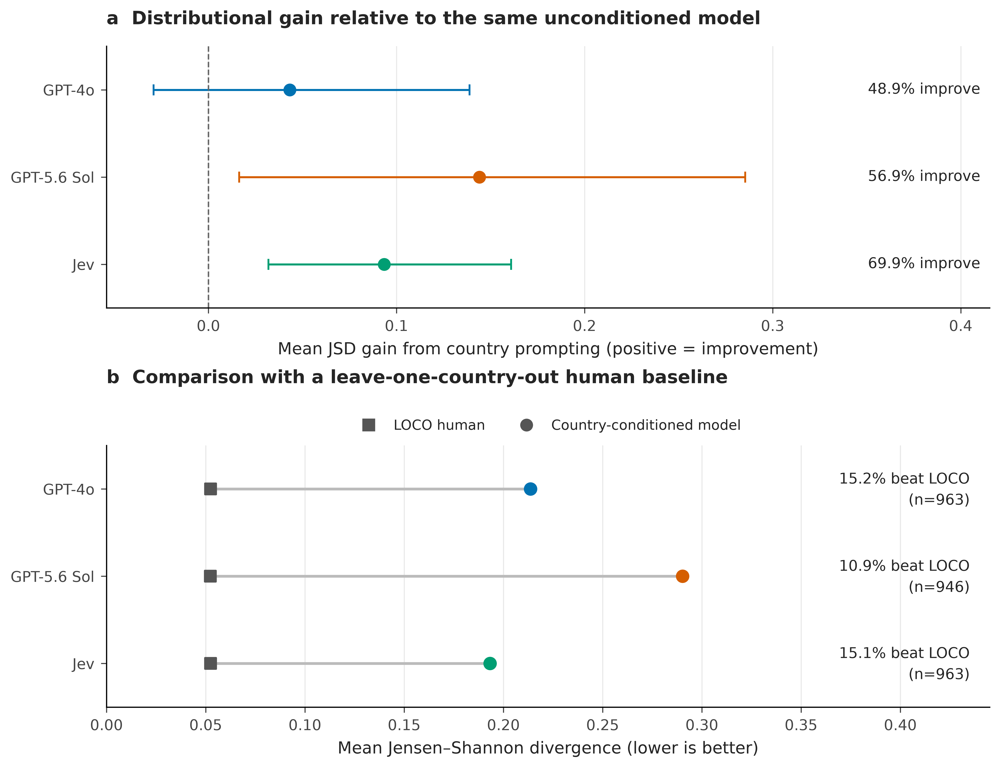 a  Distributional gain relative to the same unconditioned model
GPT-4o
48.9% improve
GPT-5.6 Sol
56.9% improve
Jev
69.9% improve
0.0 0.1 0.2 0.3 0.4
Mean JSD gain from country prompting (positive = improvement)
b  Comparison with a leave-one-country-out human baseline
LOCO human
Country-conditioned model
GPT-4o
15.2% beat LOCO
(n=963)
GPT-5.6 Sol
10.9% beat LOCO
(n=946)
Jev
15.1% beat LOCO
(n=963)
0.00 0.05 0.10 0.15 0.20 0.25 0.30 0.35 0.40
Mean Jensen–Shannon divergence (lower is better)